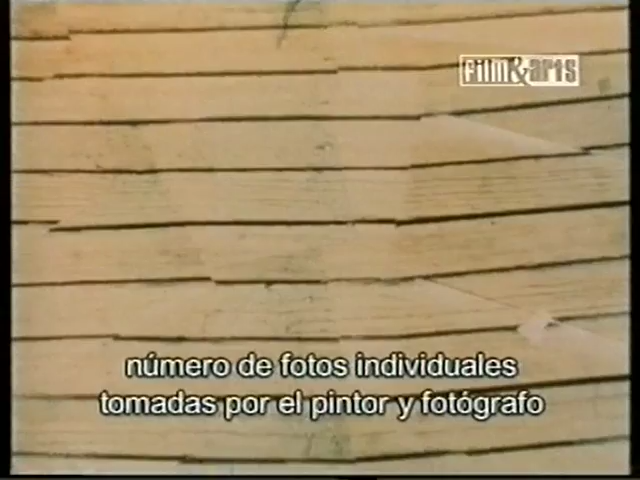 Film&arts
número de fotos individuales
tomadas por el pintor y fotógrafo